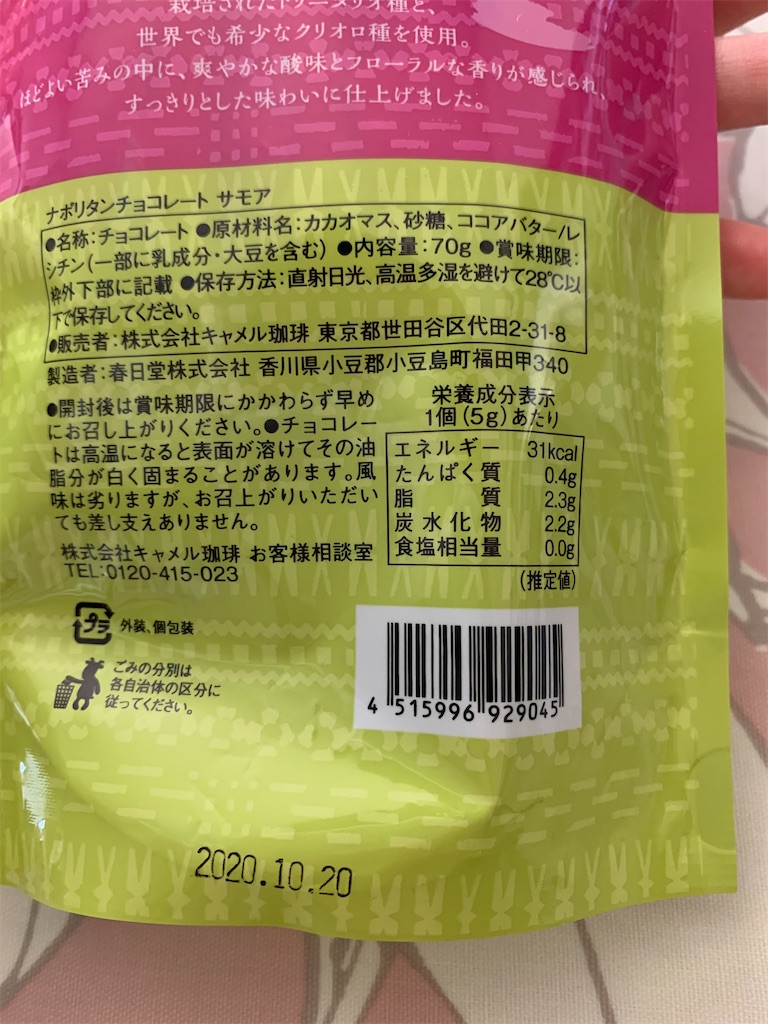 栽培されたトリニタリオ種と、
世界でも希少なクリオロ種を使用。
ほどよい苦みの中に、爽やかな酸味とフローラルな香りが感じられ、
すっきりとした味わいに仕上げました。
ナポリタンチョコレート サモア
●名称:チョコレート ●原材料名:カカオマス、砂糖、ココアバター/レ
シチン(一部に乳成分・大豆を含む) ●内容量:70g ●賞味期限:
枠外下部に記載 ●保存方法:直射日光、高温多湿を避けて28℃以
下で保存してください。
●販売者:株式会社キャメル珈琲 東京都世田谷区代田2-31-8
製造者:春日堂株式会社 香川県小豆郡小豆島町福田甲340
●開封後は賞味期限にかかわらず早め
にお召し上がりください。●チョコレー
トは高温になると表面が溶けてその油
脂分が白く固まることがあります。風
味は劣りますが、お召上がりいただい
ても差し支えありません。
株式会社キャメル珈琲 お客様相談室
TEL:0120-415-023
栄養成分表示
1個(5g)あたり
エネルギー 31kcal
たんぱく質 0.4g
脂質 2.3g
炭水化物 2.2g
食塩相当量 0.0g
(推定値)
プラ 外装、個包装
ごみの分別は
各自治体の区分に
従ってください。
4 515996 929045
2020.10.20